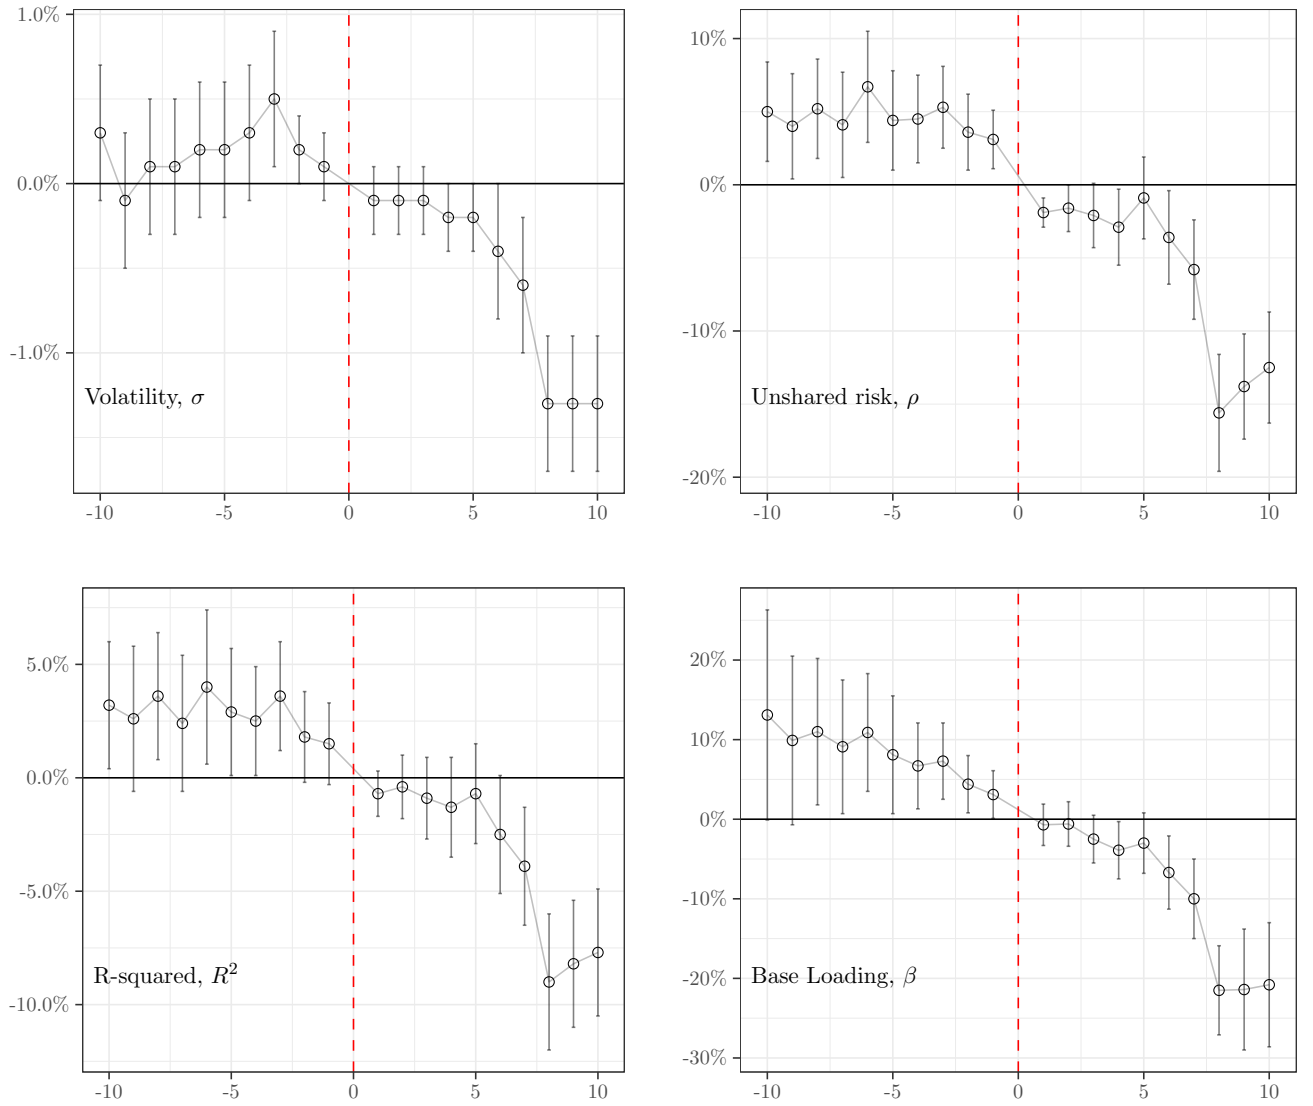 1.0%
0.0%
-1.0%
Volatility, σ
-10 -5 0 5 10
10%
0%
-10%
-20%
Unshared risk, ρ
-10 -5 0 5 10
5.0%
0.0%
-5.0%
-10.0%
R-squared, R²
-10 -5 0 5 10
20%
10%
0%
-10%
-20%
-30%
Base Loading, β
-10 -5 0 5 10